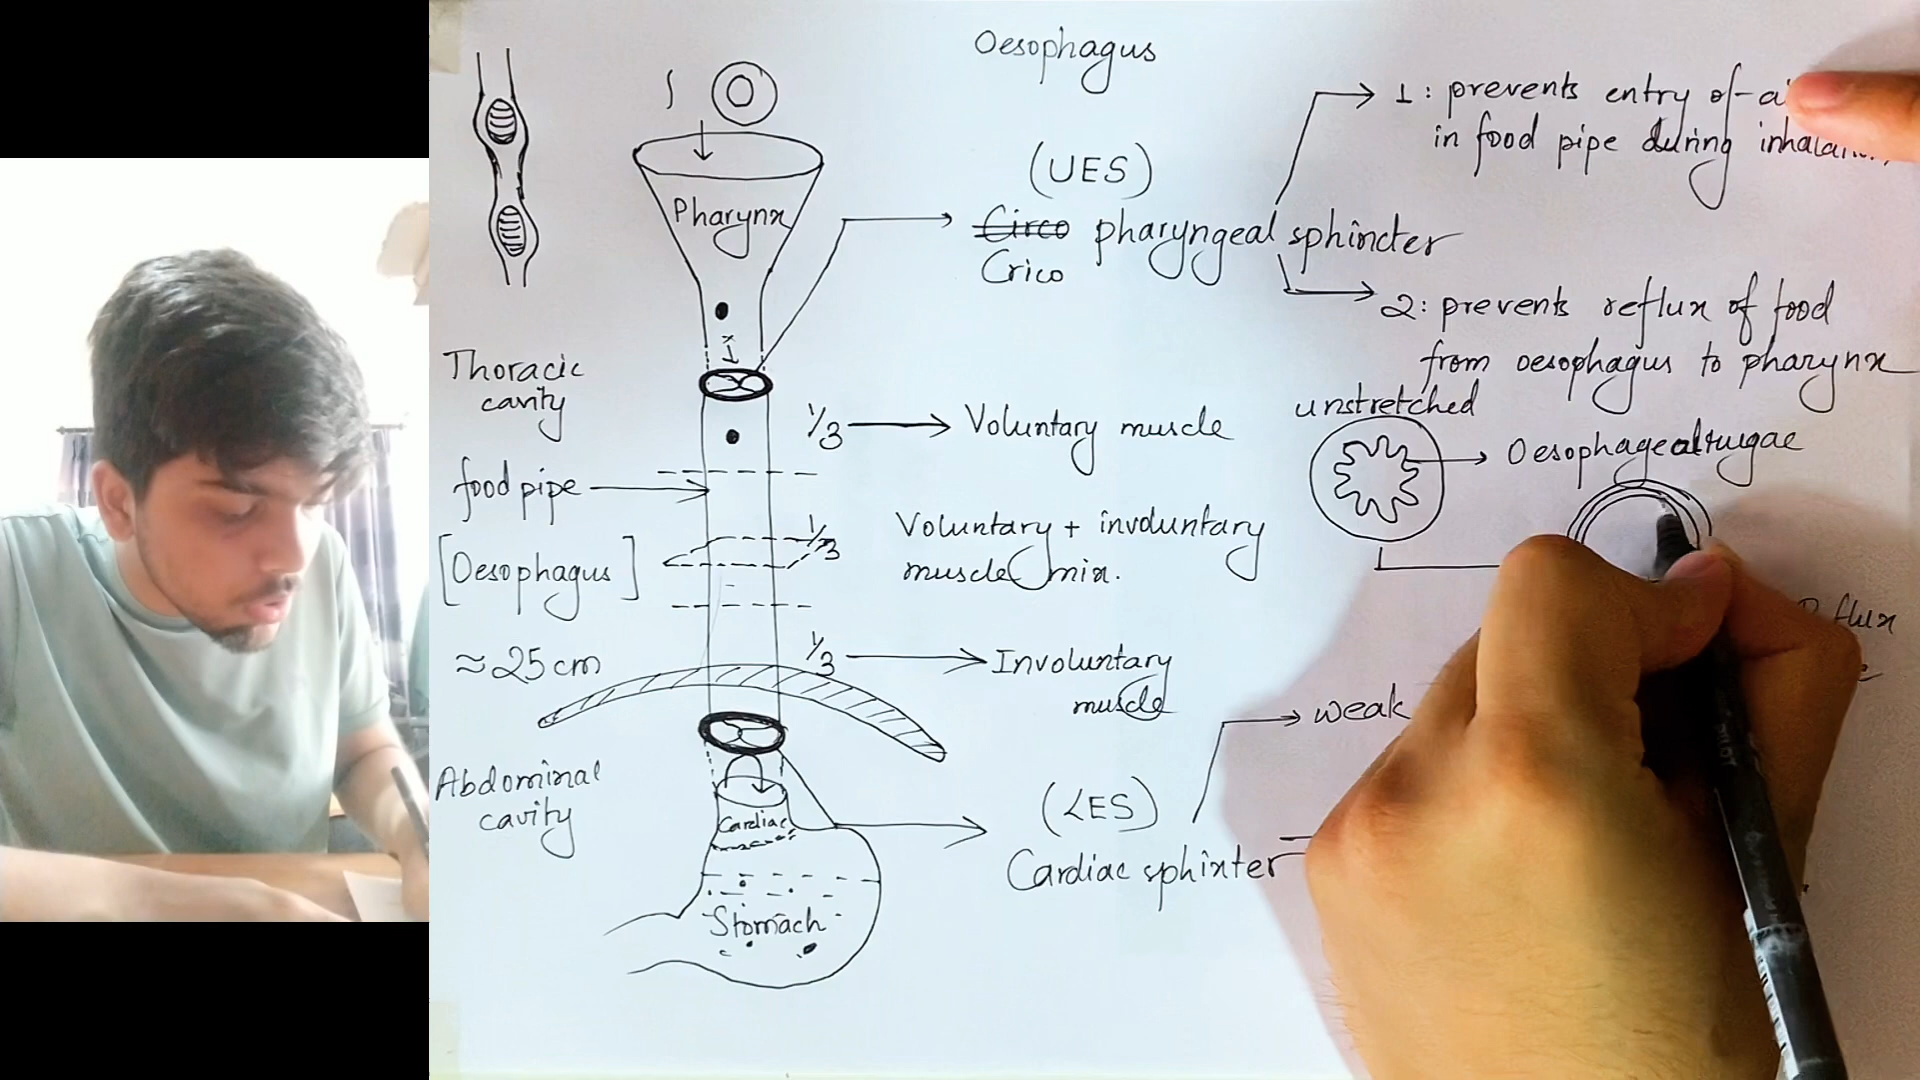 Oesophagus
1: prevents entry of
in food pipe during
(UES)
Pharynx
Circo pharyngeal sphincter
Crico
2: prevents reflux of food
from oesophagus to pharynx
Thoracic
cavity
1/3 Voluntary muscle
unstretched
Oesophageal rugae
food pipe
[Oesophagus]
1/3
Voluntary + involuntary
muscle mix.
≈25 cm
1/3 Involuntary
muscle
weak
Abdominal
cavity
Cardiac
(LES)
Cardiac sphinter
Stomach